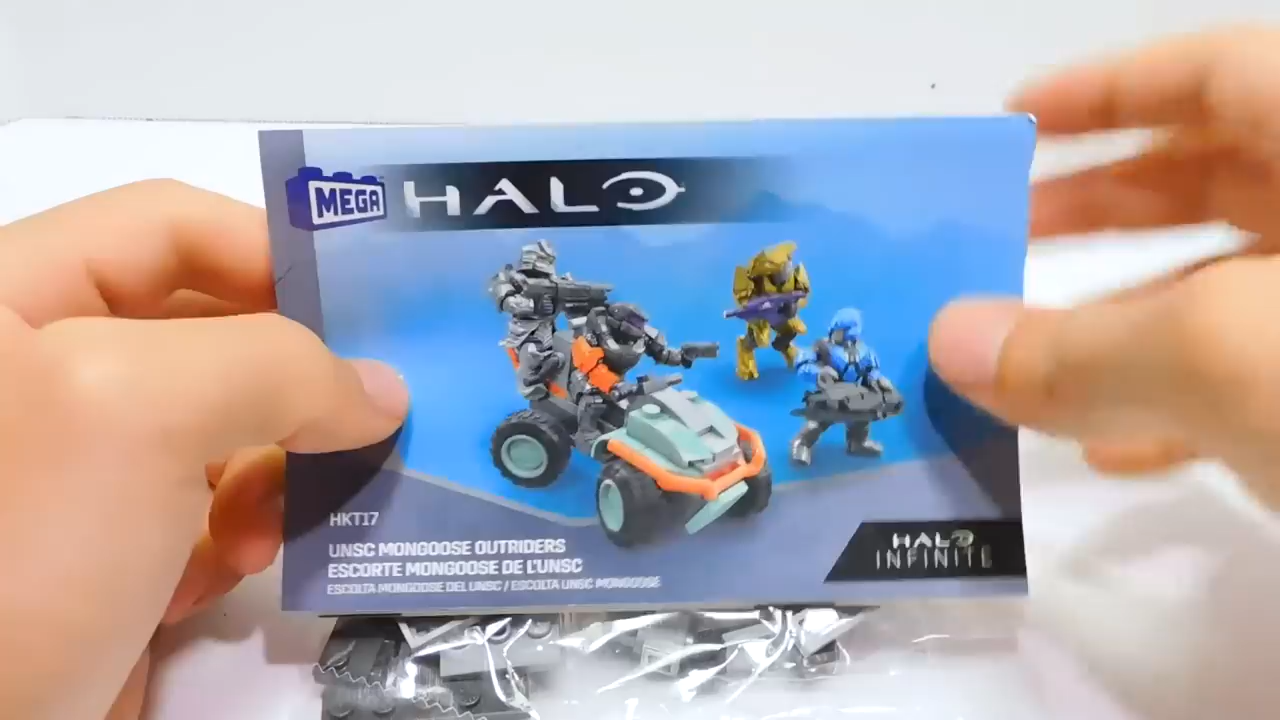 MEGA
HALO
HKT17
UNSC MONGOOSE OUTRIDERS
ESCORTE MONGOOSE DE L'UNSC
ESCOLTA MONGOOSE DEL UNSC / ESCOLTA UNSC MONGOOSE
HALO
INFINITE